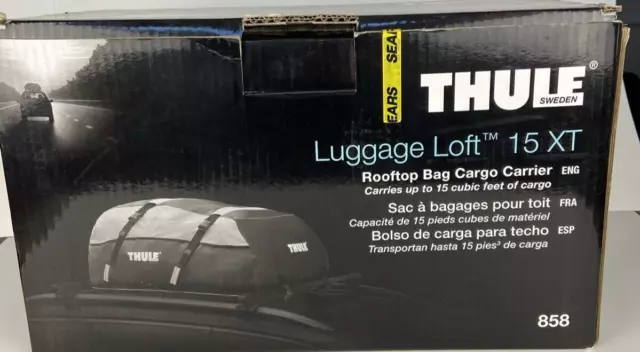 SEARS
EARS
THULE®
SWEDEN
Luggage Loft™ 15 XT
Rooftop Bag Cargo Carrier ENG
Carries up to 15 cubic feet of cargo
Sac à bagages pour toit FRA
Capacité de 15 pieds cubes de matériel
Bolso de carga para techo ESP
Transportan hasta 15 pies³ de carga
THULE
THULE
858